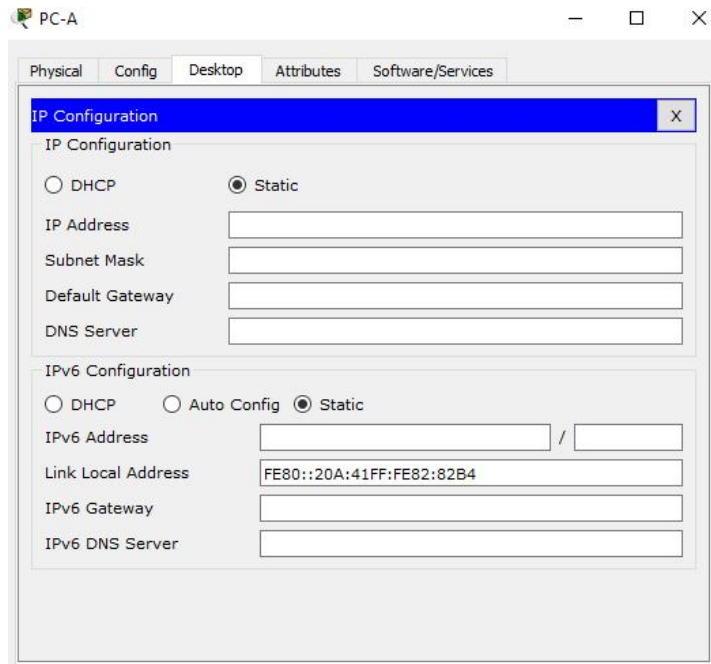 PC-A
Physical Config Desktop Attributes Software/Services
IP Configuration X
IP Configuration
DHCP Static
IP Address
Subnet Mask
Default Gateway
DNS Server
IPv6 Configuration
DHCP Auto Config Static
IPv6 Address /
Link Local Address FE80::20A:41FF:FE82:82B4
IPv6 Gateway
IPv6 DNS Server